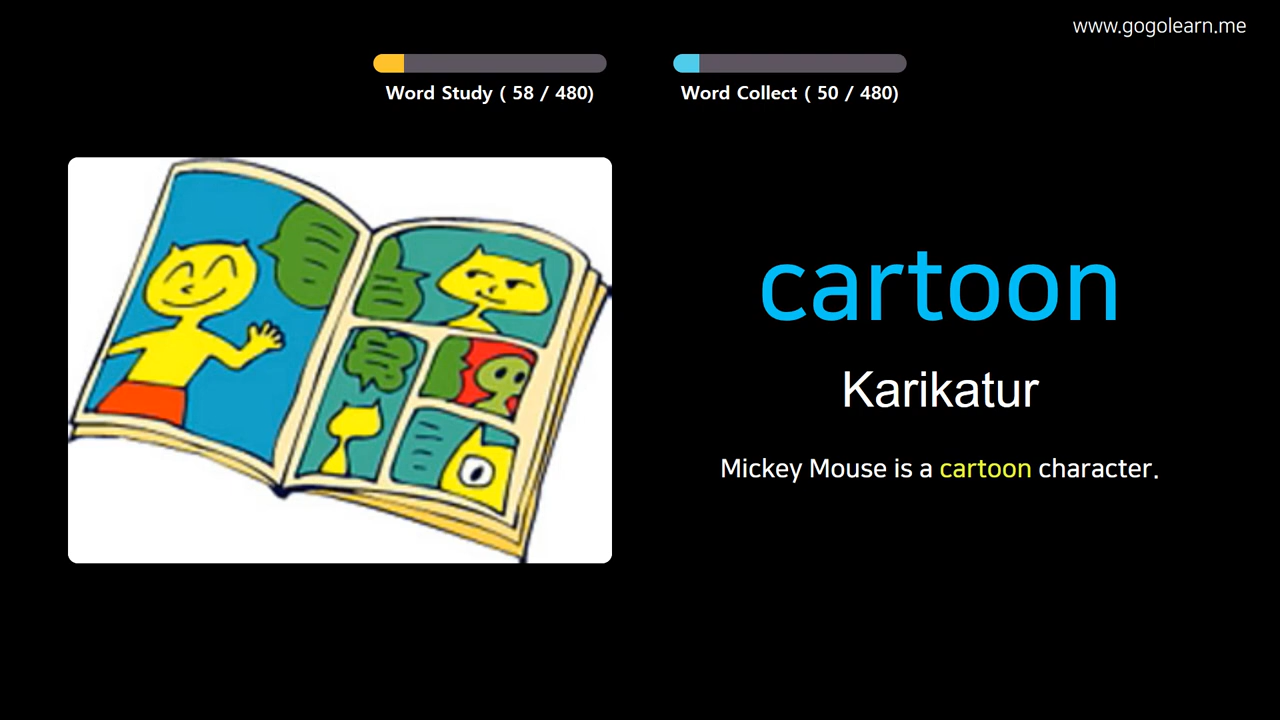 www.gogolearn.me
Word Study ( 58 / 480)
Word Collect ( 50 / 480)
cartoon
Karikatur
Mickey Mouse is a cartoon character.